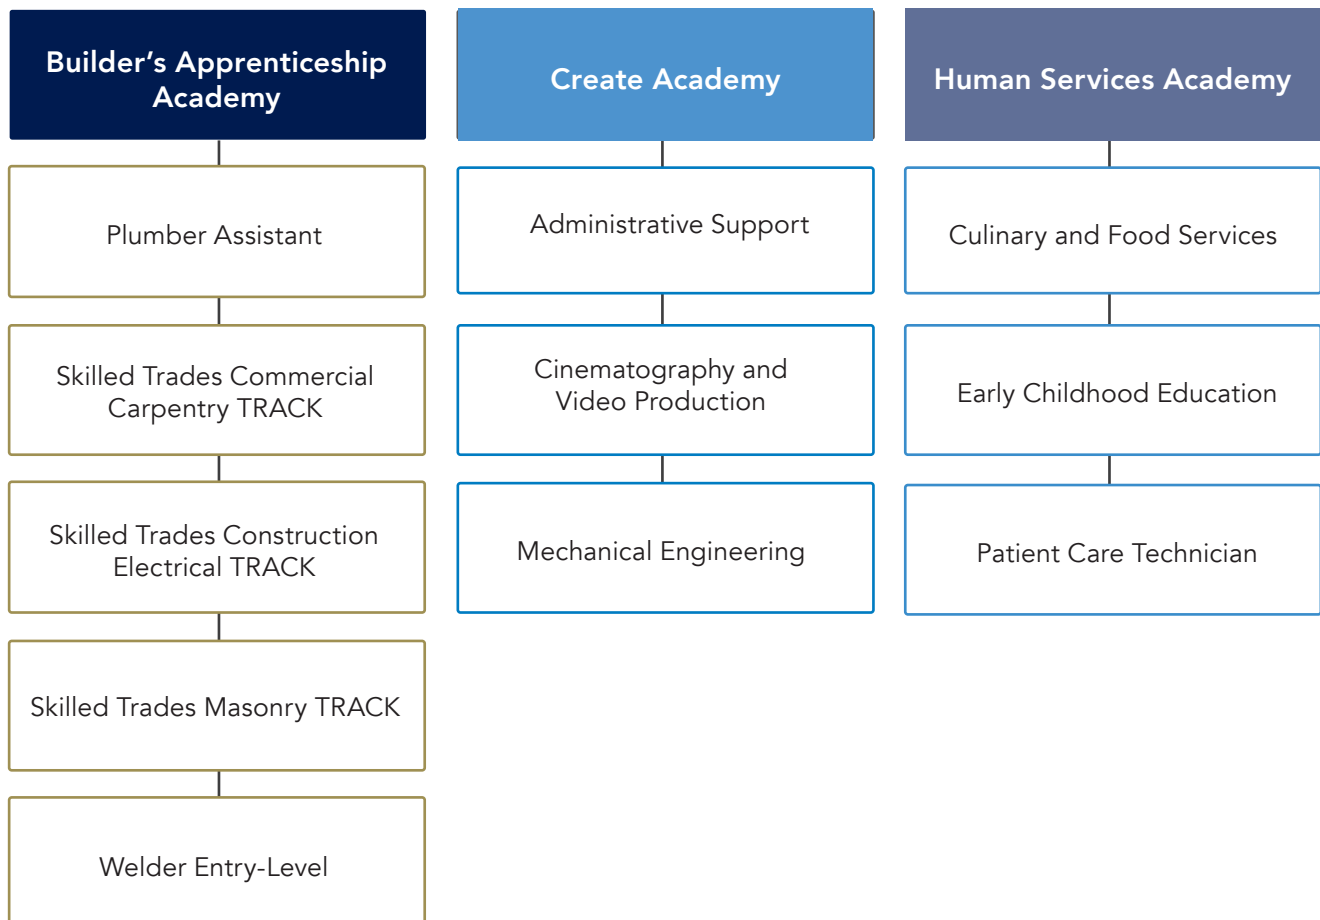 Builder’s Apprenticeship
Academy
Plumber Assistant
Skilled Trades Commercial
Carpentry TRACK
Skilled Trades Construction
Electrical TRACK
Skilled Trades Masonry TRACK
Welder Entry-Level
Create Academy
Administrative Support
Cinematography and
Video Production
Mechanical Engineering
Human Services Academy
Culinary and Food Services
Early Childhood Education
Patient Care Technician